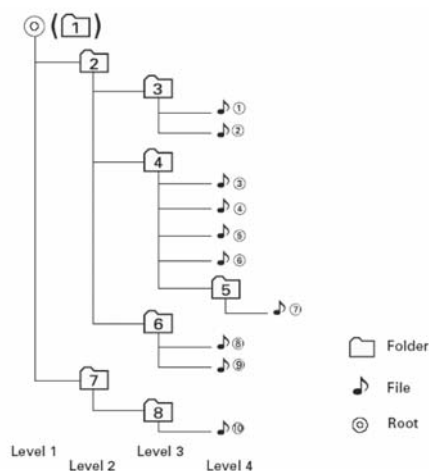 (1)
2
3
①
②
4
③
④
⑤
⑥
5
⑦
6
⑧
⑨
7
8
⑩
Folder
File
Root
Level 1
Level 2
Level 3
Level 4